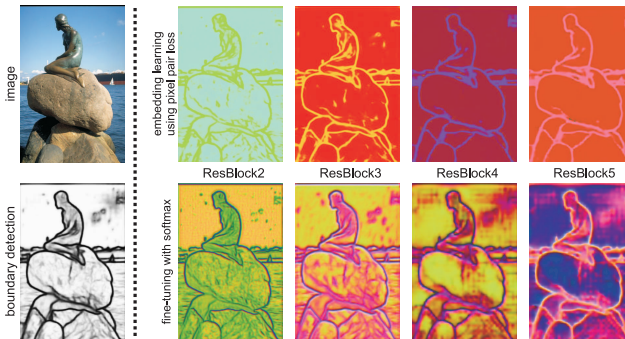 image
embedding learning
using pixel pair loss
ResBlock2
ResBlock3
ResBlock4
ResBlock5
boundary detection
fine-tuning with softmax